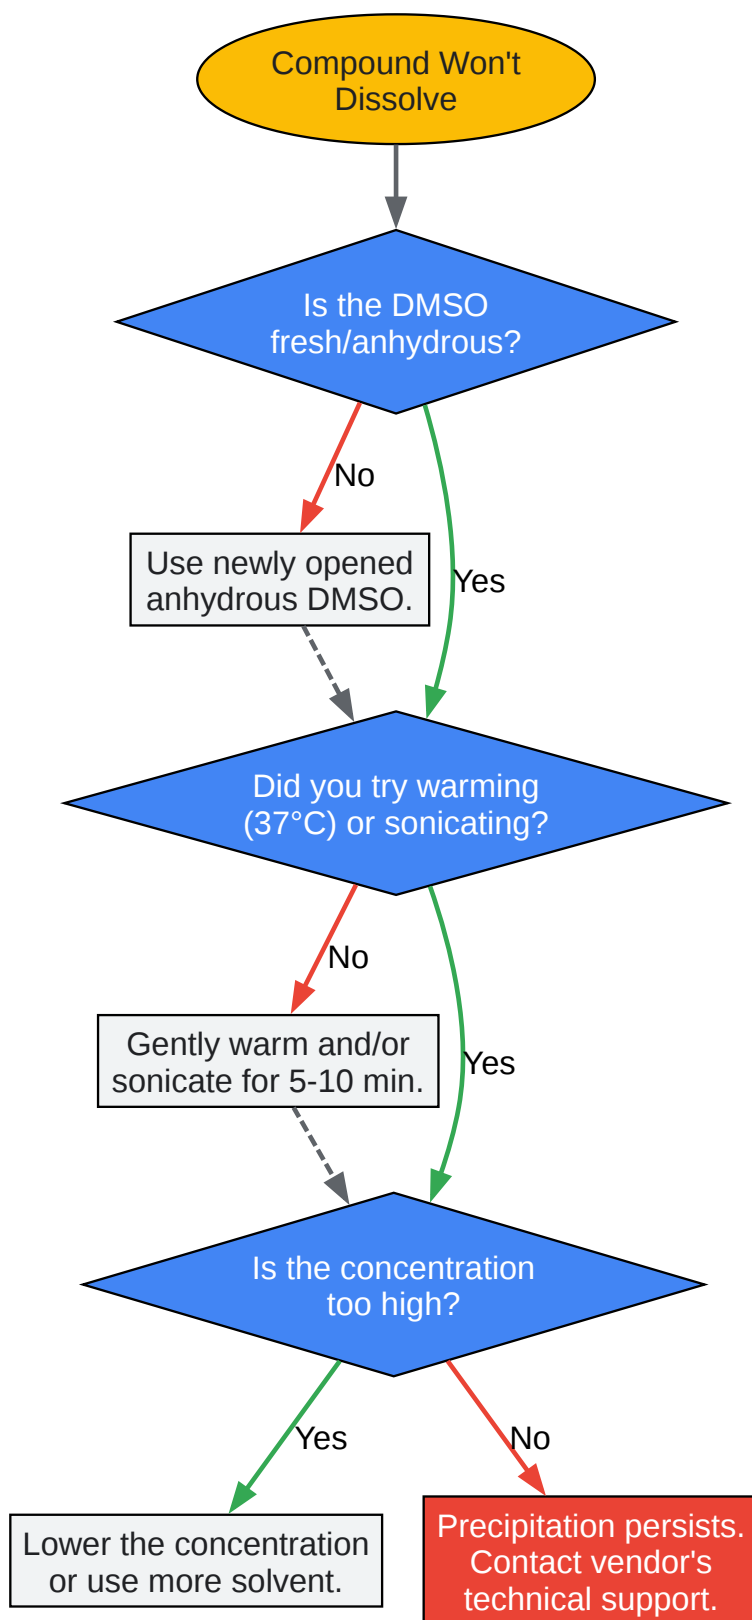 Compound Won't
Dissolve
Is the DMSO
fresh/anhydrous?
No
Yes
Use newly opened
anhydrous DMSO.
Did you try warming
(37°C) or sonicating?
No
Yes
Gently warm and/or
sonicate for 5-10 min.
Is the concentration
too high?
Yes
No
Lower the concentration
or use more solvent.
Precipitation persists.
Contact vendor's
technical support.